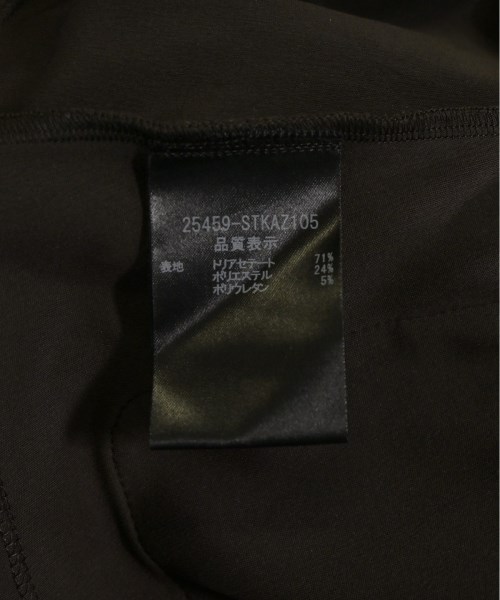 25459-STKAZ105
品質表示
表地 トリアセテート 71%
ポリエステル 24%
ポリウレタン 5%